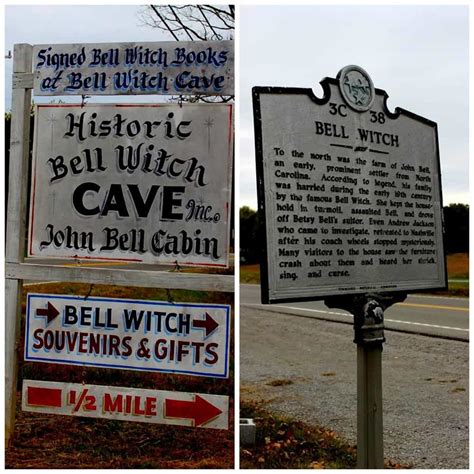 Signed Bell Witch Books
at Bell Witch Cave
Historic
Bell Witch
CAVE Inc.
John Bell Cabin
BELL WITCH
SOUVENIRS & GIFTS
1/2 MILE
3C 38
BELL WITCH
To the north was the farm of John Bell,
an early, prominent settler from North
Carolina. According to legend, his family
was harried during the early 19th century
by the famous Bell Witch. She kept the house-
hold in turmoil, assaulted Bell, and drove
off Betsy Bell's suitor. Even Andrew Jackson
who came to investigate, retreated to Nashville
after his coach wheels stopped mysteriously.
Many visitors to the house saw the furniture
crash about them and heard her shriek,
sing, and curse.